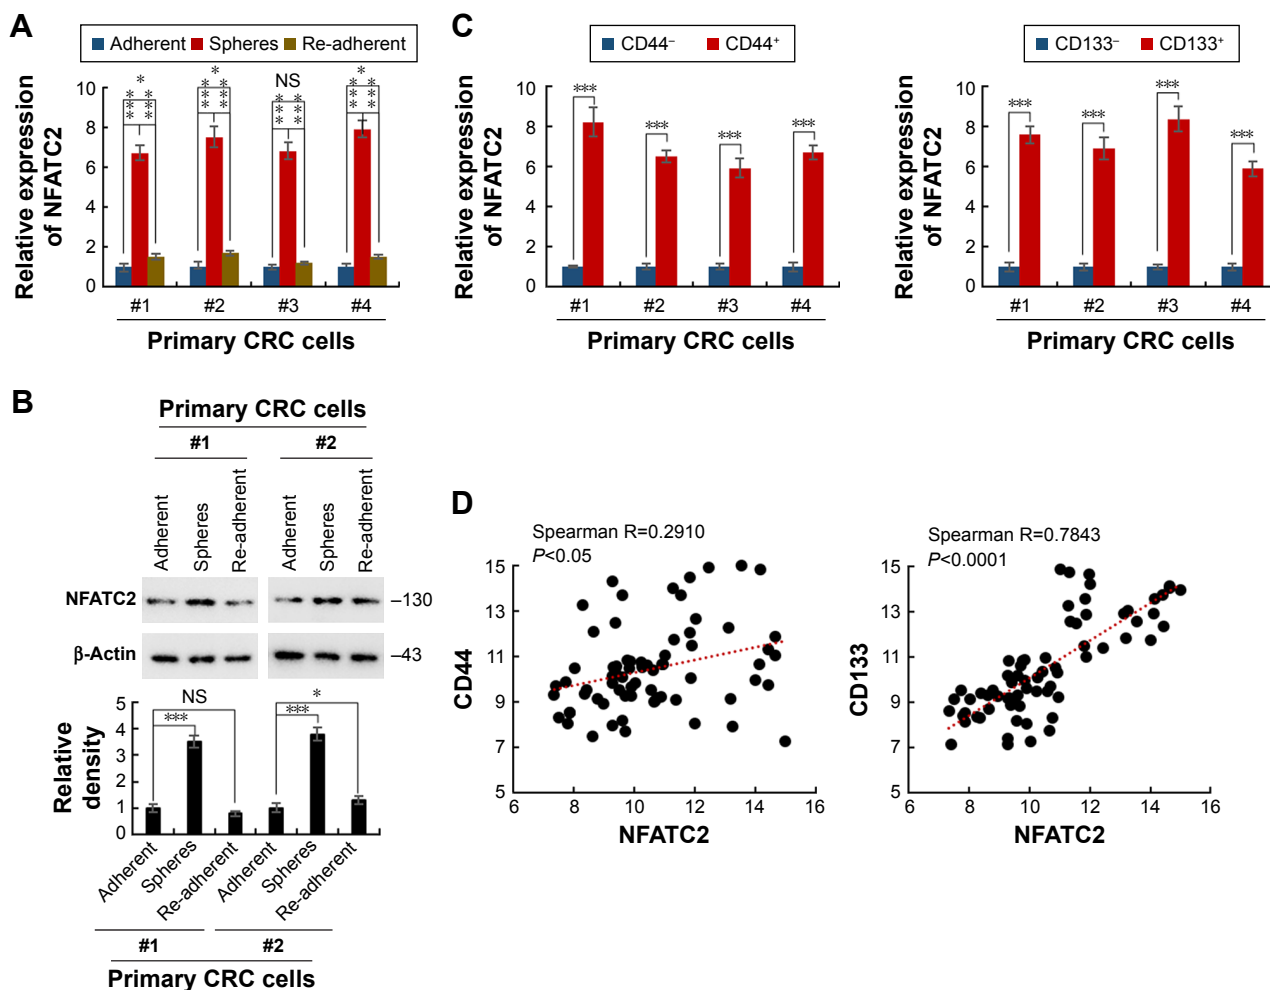 A
Adherent Spheres Re-adherent
Relative expression
of NFATC2
10
8
6
4
2
0
* * NS *
*** *** *** *** *** *** *** ***
#1 #2 #3 #4
Primary CRC cells
C
CD44– CD44+
Relative expression
of NFATC2
10
8
6
4
2
0
*** *** *** ***
#1 #2 #3 #4
Primary CRC cells
CD133– CD133+
Relative expression
of NFATC2
10
8
6
4
2
0
*** *** *** ***
#1 #2 #3 #4
Primary CRC cells
B
Primary CRC cells
#1 #2
Adherent Spheres Re-adherent Adherent Spheres Re-adherent
NFATC2 –130
β-Actin –43
Relative
density
5
4
3
2
1
0
NS *
*** ***
Adherent Spheres Re-adherent Adherent Spheres Re-adherent
#1 #2
Primary CRC cells
D
Spearman R=0.2910
P<0.05
CD44
15
13
11
9
7
5
6 8 10 12 14 16
NFATC2
Spearman R=0.7843
P<0.0001
CD133
15
13
11
9
7
5
6 8 10 12 14 16
NFATC2